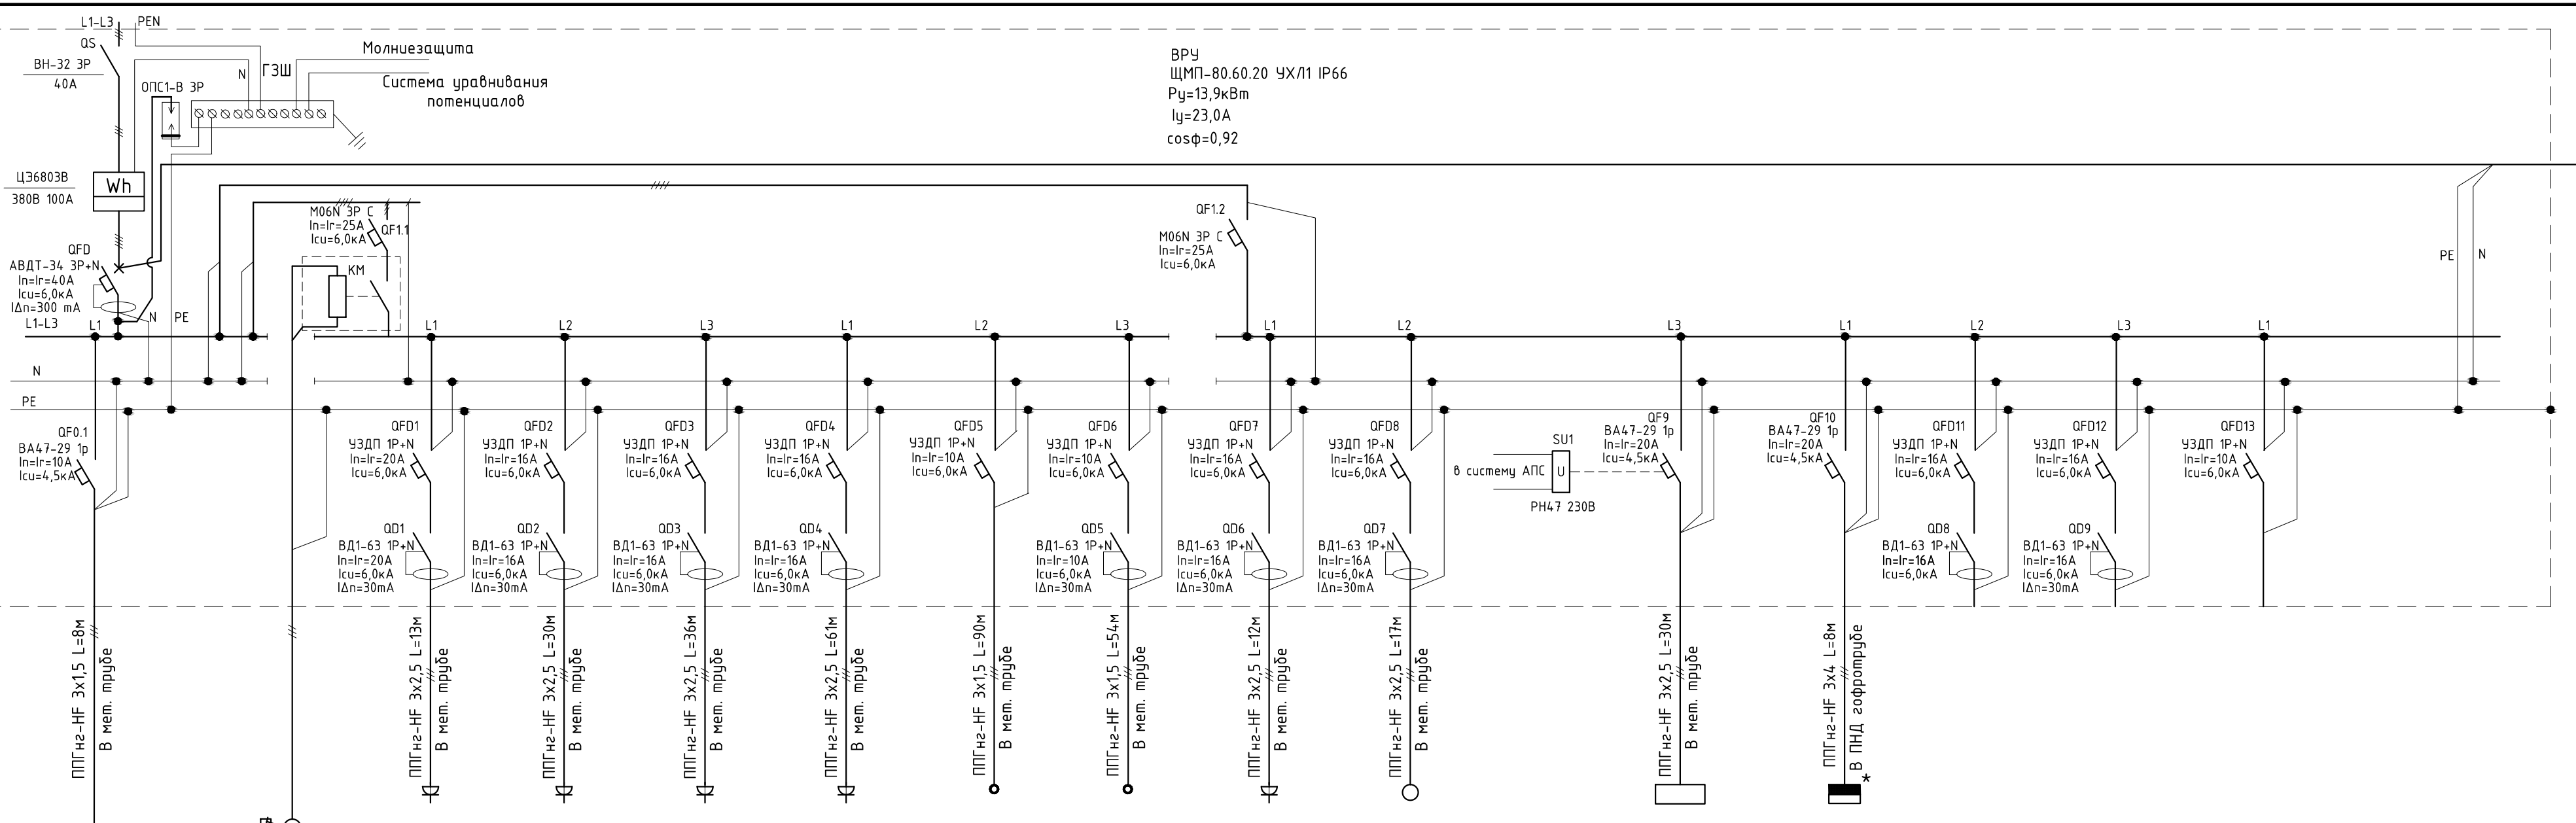 L1-L3 PEN
QS
ВН-32 3Р
40А
ОПС1-В 3Р
N
ГЗШ
Молниезащита
Система уравнивания
потенциалов
ВРУ
ЩМП-80.60.20 УХЛ1 IP66
Ру=13,9кВт
Iу=23,0А
cosφ=0,92
ЦЭ6803В
380В 100А
Wh
QFD
АВДТ-34 3Р+N
In=Ir=40А
Icu=6,0кА
IΔn=300 mA
L1-L3
L1
N
PE
N
PE
M06N 3P C
In=Ir=25А
Icu=6,0кА
QF1.1
КМ
QF1.2
M06N 3P C
In=Ir=25А
Icu=6,0кА
PE
N
L1
L2
L3
L1
L2
L3
L1
L2
L3
L1
L2
L3
L1
QF0.1
ВА47-29 1р
In=Ir=10А
Icu=4,5кА
QFD1
УЗДП 1Р+N
In=Ir=20А
Icu=6,0кА
QFD2
УЗДП 1Р+N
In=Ir=16А
Icu=6,0кА
QFD3
УЗДП 1Р+N
In=Ir=16А
Icu=6,0кА
QFD4
УЗДП 1Р+N
In=Ir=16А
Icu=6,0кА
QFD5
УЗДП 1Р+N
In=Ir=10А
Icu=6,0кА
QFD6
УЗДП 1Р+N
In=Ir=10А
Icu=6,0кА
QFD7
УЗДП 1Р+N
In=Ir=16А
Icu=6,0кА
QFD8
УЗДП 1Р+N
In=Ir=16А
Icu=6,0кА
SU1
в систему АПС
U
РН47 230В
QF9
ВА47-29 1р
In=Ir=20А
Icu=4,5кА
QF10
ВА47-29 1р
In=Ir=20А
Icu=4,5кА
QFD11
УЗДП 1Р+N
In=Ir=16А
Icu=6,0кА
QFD12
УЗДП 1Р+N
In=Ir=16А
Icu=6,0кА
QFD13
УЗДП 1Р+N
In=Ir=10А
Icu=6,0кА
QD1
ВД1-63 1Р+N
In=Ir=20А
Icu=6,0кА
IΔn=30mA
QD2
ВД1-63 1Р+N
In=Ir=16А
Icu=6,0кА
IΔn=30mA
QD3
ВД1-63 1Р+N
In=Ir=16А
Icu=6,0кА
IΔn=30mA
QD4
ВД1-63 1Р+N
In=Ir=16А
Icu=6,0кА
IΔn=30mA
QD5
ВД1-63 1Р+N
In=Ir=10А
Icu=6,0кА
IΔn=30mA
QD6
ВД1-63 1Р+N
In=Ir=16А
Icu=6,0кА
IΔn=30mA
QD7
ВД1-63 1Р+N
In=Ir=16А
Icu=6,0кА
IΔn=30mA
QD8
ВД1-63 1Р+N
In=Ir=16А
Icu=6,0кА
QD9
ВД1-63 1Р+N
In=Ir=16А
Icu=6,0кА
IΔn=30mA
ППГнг-HF 3х1,5 L=8м
В мет. трубе
ППГнг-HF 3х2,5 L=13м
В мет. трубе
ППГнг-HF 3х2,5 L=30м
В мет. трубе
ППГнг-HF 3х2,5 L=36м
В мет. трубе
ППГнг-HF 3х2,5 L=61м
В мет. трубе
ППГнг-HF 3х1,5 L=90м
В мет. трубе
ППГнг-HF 3х1,5 L=54м
В мет. трубе
ППГнг-HF 3х2,5 L=12м
В мет. трубе
ППГнг-HF 3х2,5 L=17м
В мет. трубе
ППГнг-HF 3х2,5 L=30м
В мет. трубе
ППГнг-HF 3х4 L=8м
В ПНД гофротрубе
*